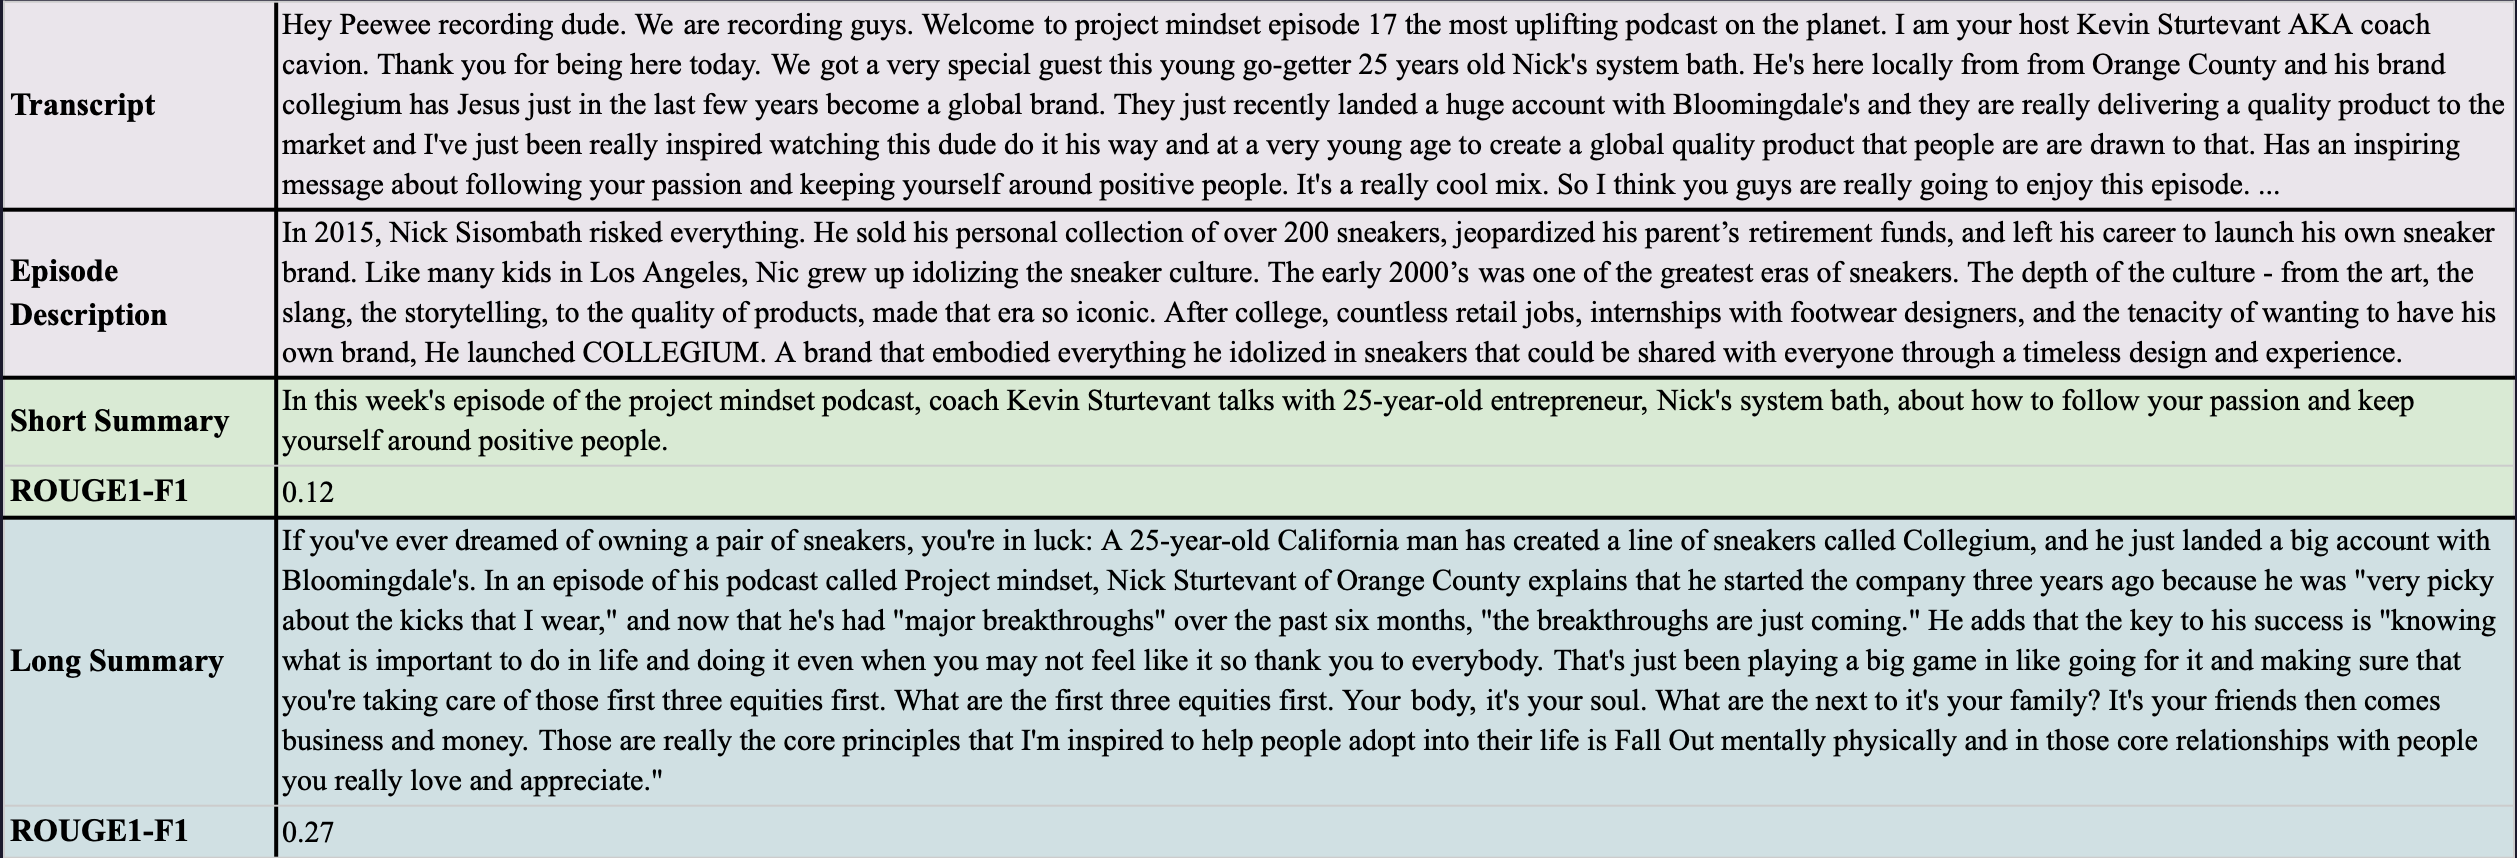 Transcript
Hey Peewee recording dude. We are recording guys. Welcome to project mindset episode 17 the most uplifting podcast on the planet. I am your host Kevin Sturtevant AKA coach
cavion. Thank you for being here today. We got a very special guest this young go-getter 25 years old Nick's system bath. He's here locally from from Orange County and his brand
collegium has Jesus just in the last few years become a global brand. They just recently landed a huge account with Bloomingdale's and they are really delivering a quality product to the
market and I've just been really inspired watching this dude do it his way and at a very young age to create a global quality product that people are are drawn to that. Has an inspiring
message about following your passion and keeping yourself around positive people. It's a really cool mix. So I think you guys are really going to enjoy this episode. ...
Episode
Description
In 2015, Nick Sisombath risked everything. He sold his personal collection of over 200 sneakers, jeopardized his parent’s retirement funds, and left his career to launch his own sneaker
brand. Like many kids in Los Angeles, Nic grew up idolizing the sneaker culture. The early 2000’s was one of the greatest eras of sneakers. The depth of the culture - from the art, the
slang, the storytelling, to the quality of products, made that era so iconic. After college, countless retail jobs, internships with footwear designers, and the tenacity of wanting to have his
own brand, He launched COLLEGIUM. A brand that embodied everything he idolized in sneakers that could be shared with everyone through a timeless design and experience.
Short Summary
In this week's episode of the project mindset podcast, coach Kevin Sturtevant talks with 25-year-old entrepreneur, Nick's system bath, about how to follow your passion and keep
yourself around positive people.
ROUGE1-F1
0.12
Long Summary
If you've ever dreamed of owning a pair of sneakers, you're in luck: A 25-year-old California man has created a line of sneakers called Collegium, and he just landed a big account with
Bloomingdale's. In an episode of his podcast called Project mindset, Nick Sturtevant of Orange County explains that he started the company three years ago because he was "very picky
about the kicks that I wear," and now that he's had "major breakthroughs" over the past six months, "the breakthroughs are just coming." He adds that the key to his success is "knowing
what is important to do in life and doing it even when you may not feel like it so thank you to everybody. That's just been playing a big game in like going for it and making sure that
you're taking care of those first three equities first. What are the first three equities first. Your body, it's your soul. What are the next to it's your family? It's your friends then comes
business and money. Those are really the core principles that I'm inspired to help people adopt into their life is Fall Out mentally physically and in those core relationships with people
you really love and appreciate."
ROUGE1-F1
0.27